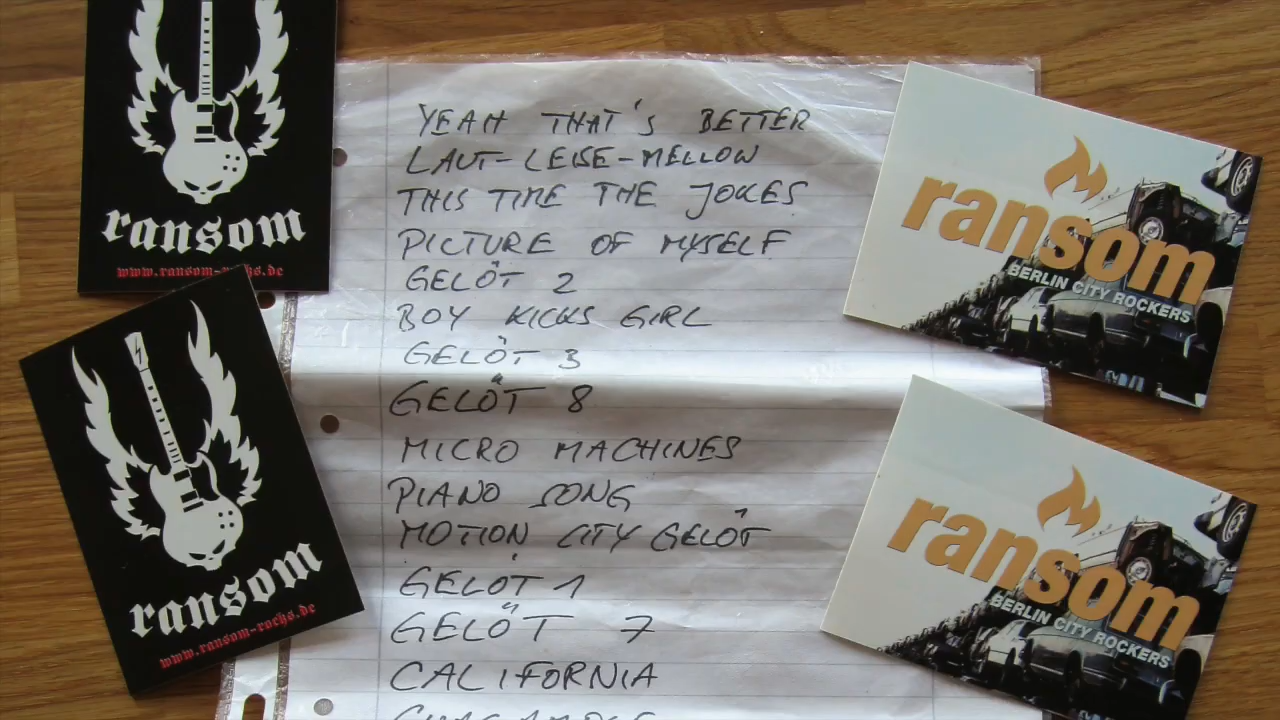 ransom
www.ransom-rocks.de
ransom
www.ransom-rocks.de
YEAH THAT'S BETTER
LAUT-LEISE-MELLOW
THIS TIME THE JOKES
PICTURE OF MYSELF
GELÖT 2
BOY KICKS GIRL
GELÖT 3
GELÖT 8
MICRO MACHINES
PIANO SONG
MOTION CITY GELÖT
GELÖT 1
GELÖT 7
CALIFORNIA
ransom
BERLIN CITY ROCKERS
ransom
BERLIN CITY ROCKERS